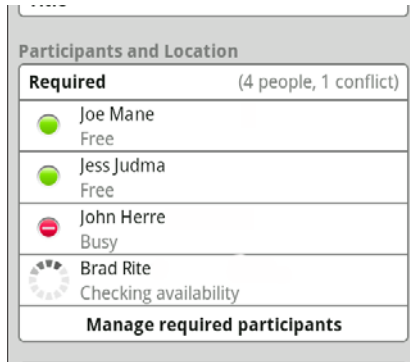 Participants and Location
Required (4 people, 1 conflict)
Joe Mane
Free
Jess Judma
Free
John Herre
Busy
Brad Rite
Checking availability
Manage required participants